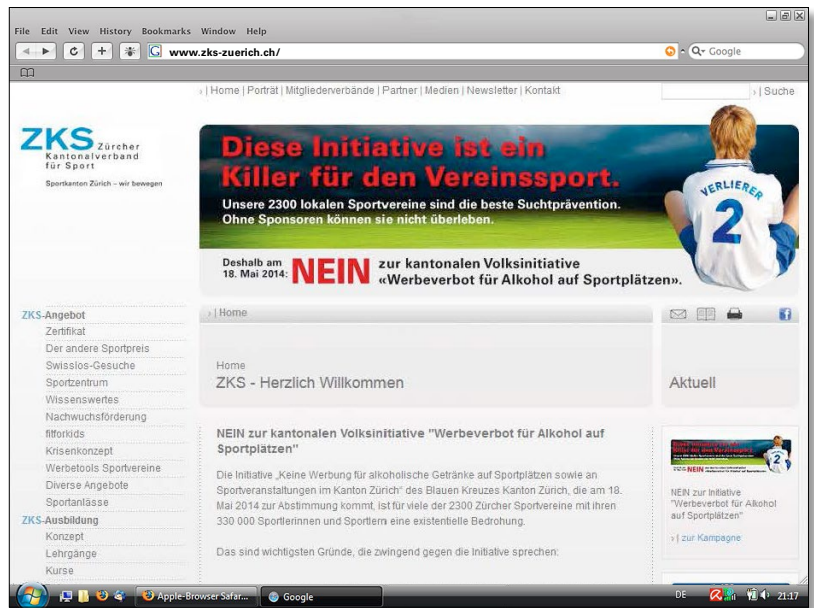 File Edit View History Bookmarks Window Help
www.zks-zuerich.ch/
Google
› | Home | Porträt | Mitgliederverbände | Partner | Medien | Newsletter | Kontakt
› | Suche
ZKS Zürcher
Kantonalverband
für Sport
Sportkanton Zürich – wir bewegen
Diese Initiative ist ein
Killer für den Vereinssport.
Unsere 2300 lokalen Sportvereine sind die beste Suchtprävention.
Ohne Sponsoren können sie nicht überleben.
VERLIERER
2
Deshalb am
18. Mai 2014: NEIN zur kantonalen Volksinitiative
«Werbeverbot für Alkohol auf Sportplätzen».
ZKS-Angebot
Zertifikat
Der andere Sportpreis
Swisslos-Gesuche
Sportzentrum
Wissenswertes
Nachwuchsförderung
fitforkids
Krisenkonzept
Werbetools Sportvereine
Diverse Angebote
Sportanlässe
ZKS-Ausbildung
Konzept
Lehrgänge
Kurse
› | Home
Home
ZKS - Herzlich Willkommen
NEIN zur kantonalen Volksinitiative "Werbeverbot für Alkohol auf
Sportplätzen"
Die Initiative „Keine Werbung für alkoholische Getränke auf Sportplätzen sowie an
Sportveranstaltungen im Kanton Zürich" des Blauen Kreuzes Kanton Zürich, die am 18.
Mai 2014 zur Abstimmung kommt, ist für viele der 2300 Zürcher Sportvereine mit ihren
330 000 Sportlerinnen und Sportlern eine existentielle Bedrohung.
Das sind wichtigsten Gründe, die zwingend gegen die Initiative sprechen:
Aktuell
NEIN zur Initiative
"Werbeverbot für Alkohol
auf Sportplätzen"
› | zur Kampagne
Apple-Browser Safar...
Google
DE
21:17